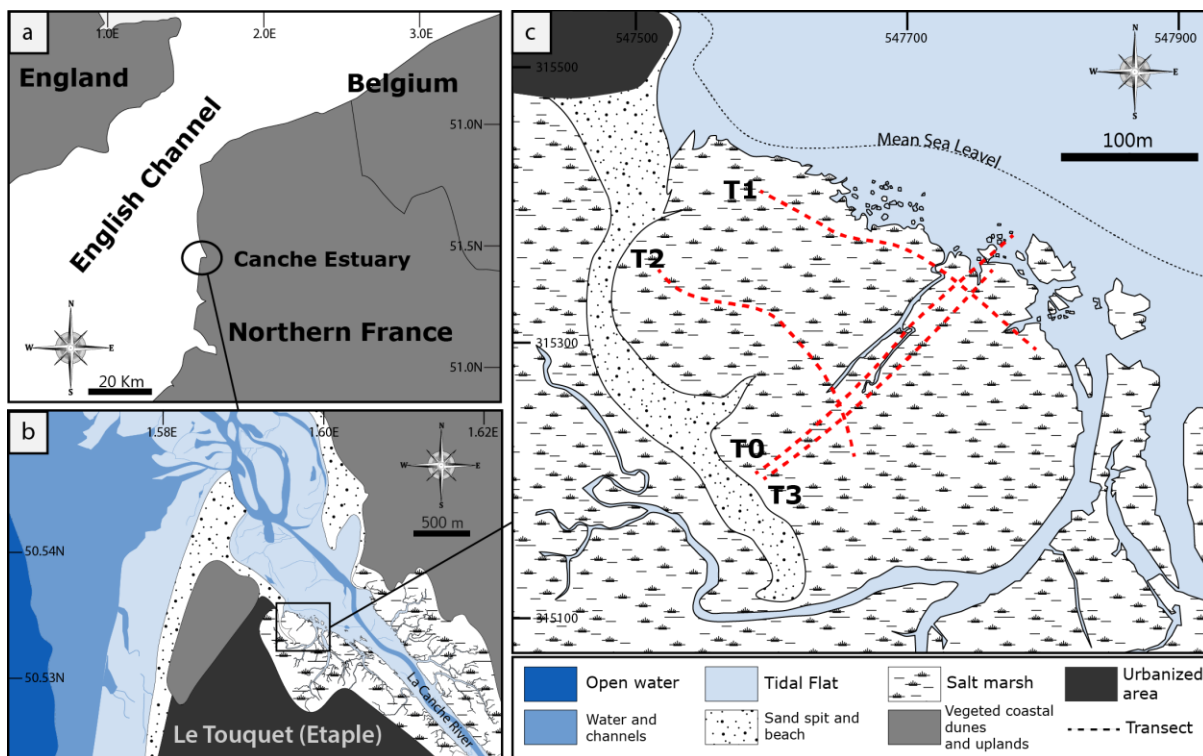 a
1.0E
2.0E
3.0E
England
Belgium
51.0N
English Channel
51.5N
Canche Estuary
Northern France
51.0N
N
W
E
S
20 Km
b
1.58E
1.60E
1.62E
N
W
E
S
500 m
50.54N
50.53N
La Canche River
Le Touquet (Etaple)
c
547500
547700
547900
315500
N
W
E
S
100m
Mean Sea Leavel
T1
T2
315300
T0
T3
315100
Open water
Tidal Flat
Salt marsh
Urbanized
area
Water and
channels
Sand spit and
beach
Vegeted coastal
dunes
and uplands
Transect